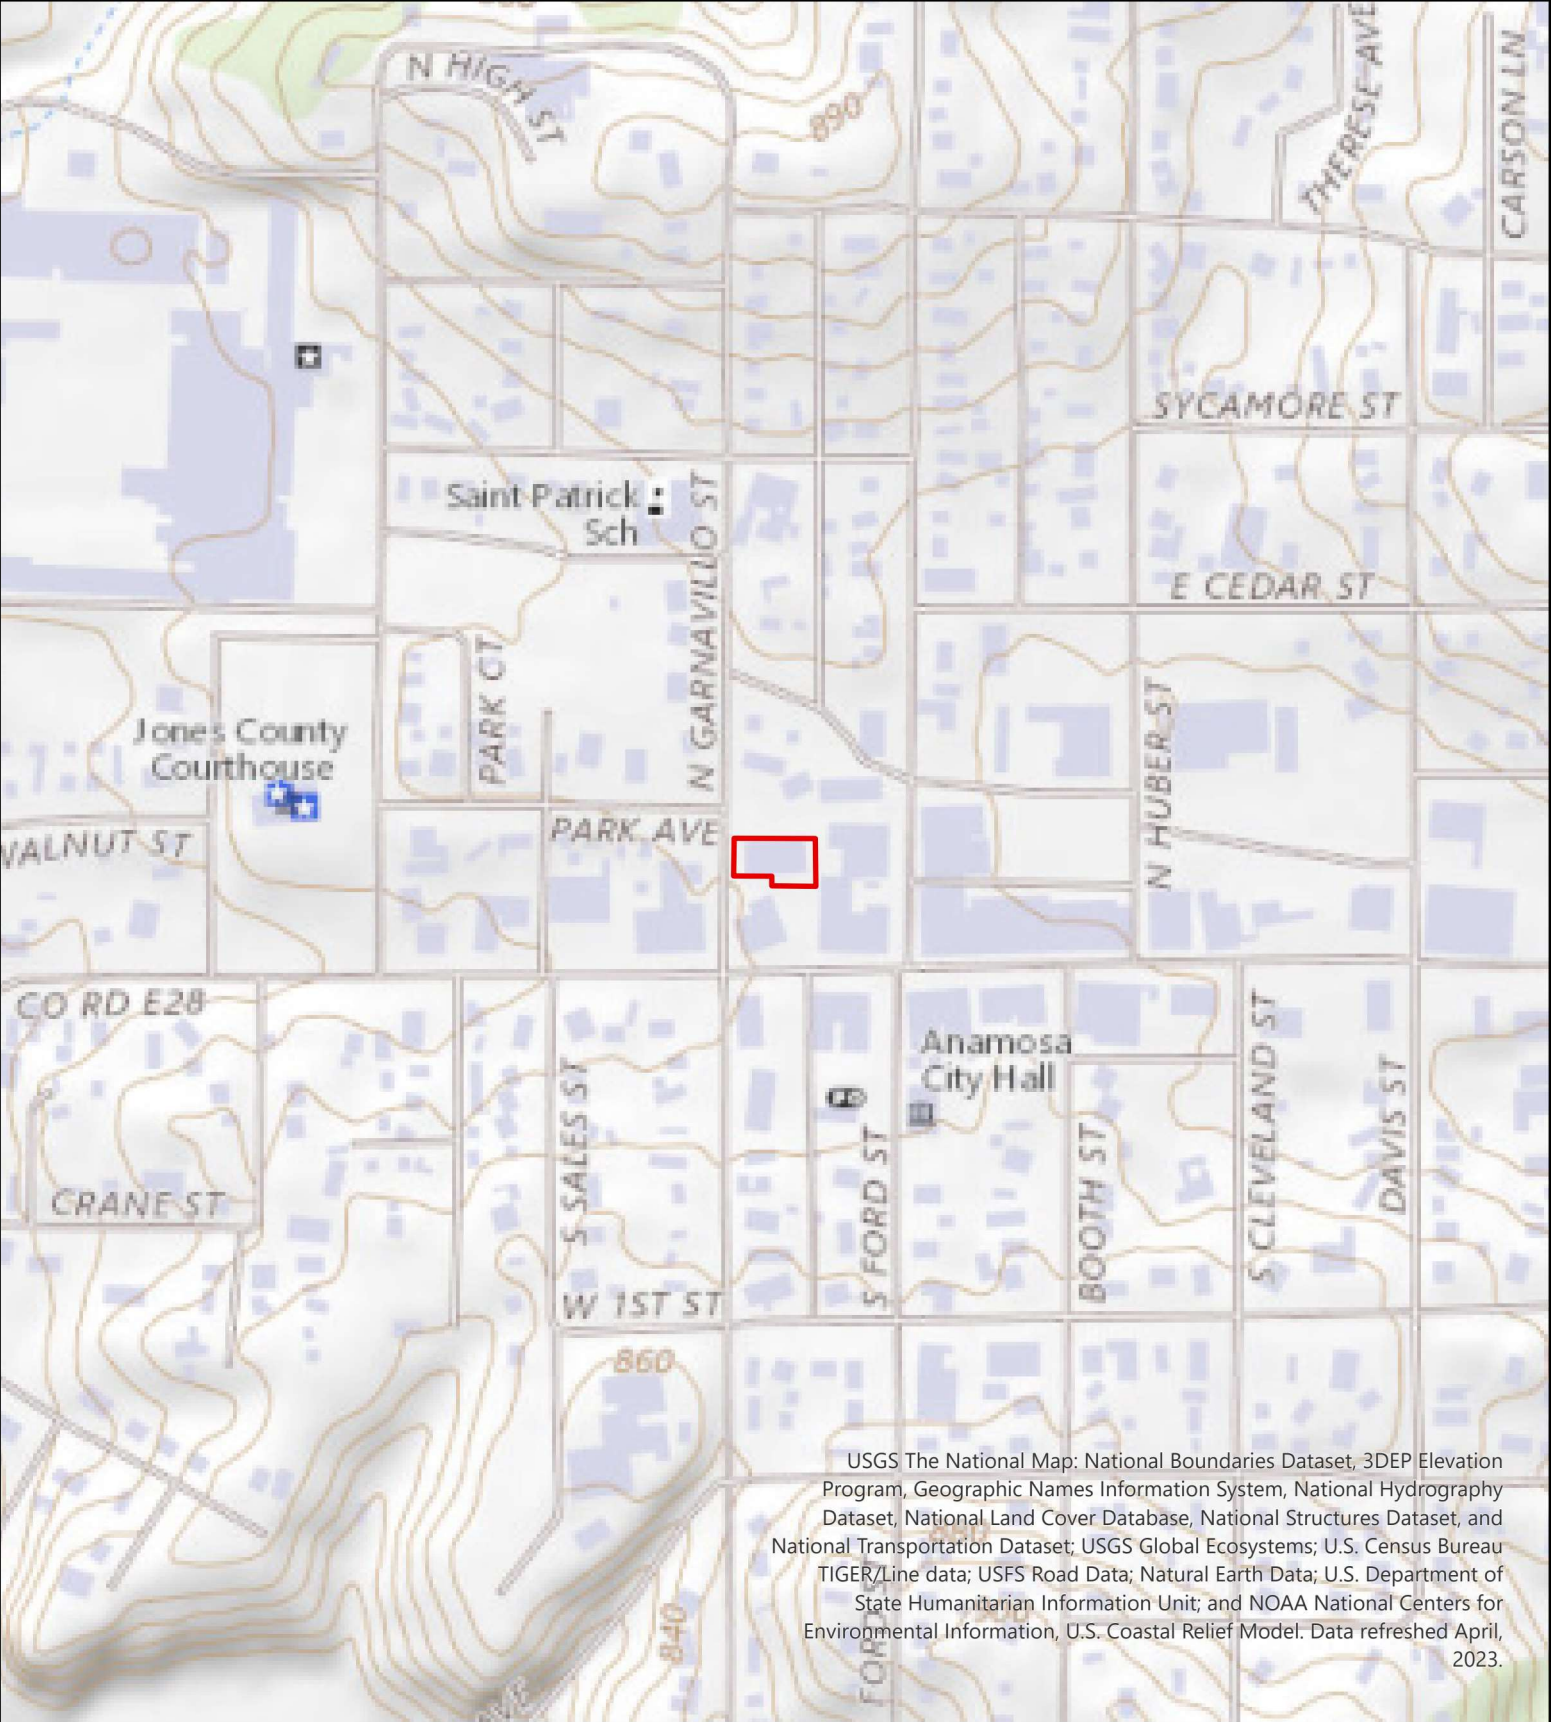 N HIGH ST
890
THERESE AVE
CARSON LN
SYCAMORE ST
Saint Patrick
Sch
N GARNAVILLO ST
E CEDAR ST
PARK CT
Jones County
Courthouse
N HUBER ST
WALNUT ST
PARK AVE
CO RD E28
Anamosa
City Hall
S SALES ST
S FORD ST
BOOTH ST
S CLEVELAND ST
DAVIS ST
CRANE ST
W 1ST ST
860
840
FORD ST
AVE
USGS The National Map: National Boundaries Dataset, 3DEP Elevation
Program, Geographic Names Information System, National Hydrography
Dataset, National Land Cover Database, National Structures Dataset, and
National Transportation Dataset; USGS Global Ecosystems; U.S. Census Bureau
TIGER/Line data; USFS Road Data; Natural Earth Data; U.S. Department of
State Humanitarian Information Unit; and NOAA National Centers for
Environmental Information, U.S. Coastal Relief Model. Data refreshed April,
2023.